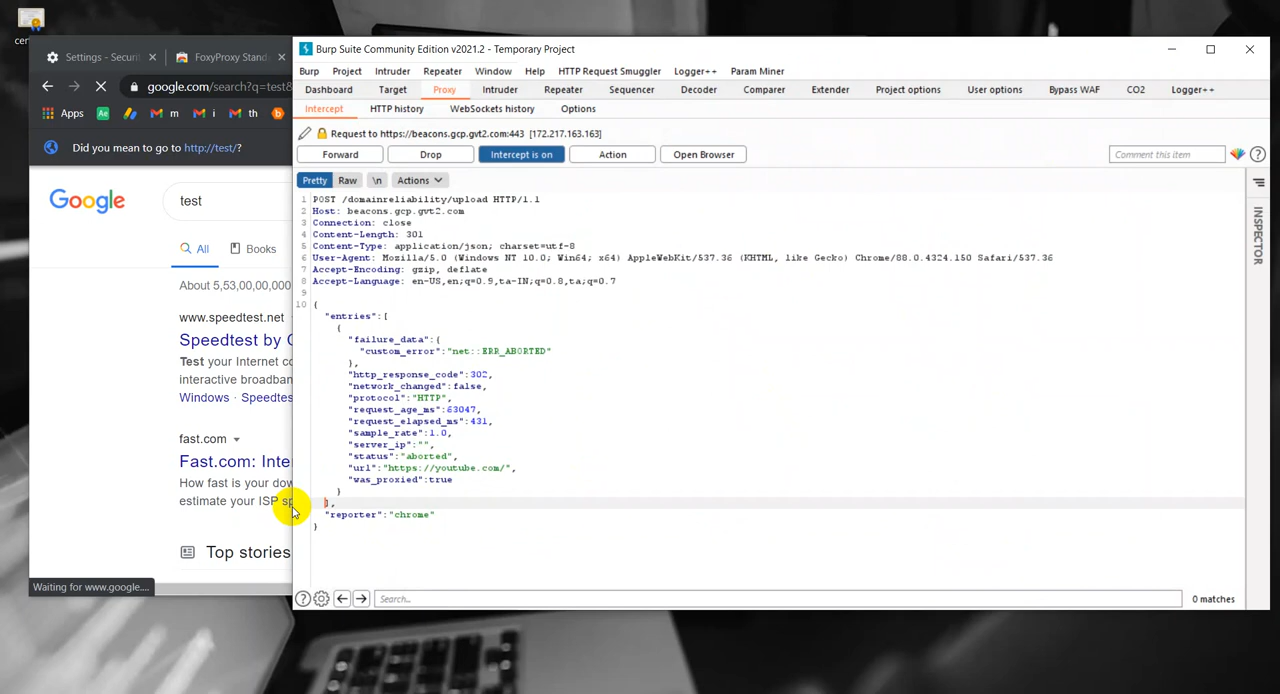 cer
Settings - Securi
FoxyProxy Stand
google.com/search?q=test&
Apps
m
i
th
Did you mean to go to http://test/?
Google
test
All
Books
About 5,53,00,00,000
www.speedtest.net
Speedtest by O
Test your Internet co
interactive broadban
Windows · Speedtes
fast.com
Fast.com: Inte
How fast is your dow
estimate your ISP sp
Top stories
Waiting for www.google....
Burp Suite Community Edition v2021.2 - Temporary Project
Burp Project Intruder Repeater Window Help HTTP Request Smuggler Logger++ Param Miner
Dashboard Target Proxy Intruder Repeater Sequencer Decoder Comparer Extender Project options User options Bypass WAF CO2 Logger++
Intercept HTTP history WebSockets history Options
Request to https://beacons.gcp.gvt2.com:443 [172.217.163.163]
Forward Drop Intercept is on Action Open Browser Comment this item
Pretty Raw \n Actions
INSPECTOR
1 POST /domainreliability/upload HTTP/1.1
2 Host: beacons.gcp.gvt2.com
3 Connection: close
4 Content-Length: 301
5 Content-Type: application/json; charset=utf-8
6 User-Agent: Mozilla/5.0 (Windows NT 10.0; Win64; x64) AppleWebKit/537.36 (KHTML, like Gecko) Chrome/88.0.4324.150 Safari/537.36
7 Accept-Encoding: gzip, deflate
8 Accept-Language: en-US,en;q=0.9,ta-IN;q=0.8,ta;q=0.7
9
10 {
"entries":[
{
"failure_data":{
"custom_error":"net::ERR_ABORTED"
},
"http_response_code":302,
"network_changed":false,
"protocol":"HTTP",
"request_age_ms":63047,
"request_elapsed_ms":431,
"sample_rate":1.0,
"server_ip":"",
"status":"aborted",
"url":"https://youtube.com/",
"was_proxied":true
}
],
"reporter":"chrome"
}
Search...
0 matches